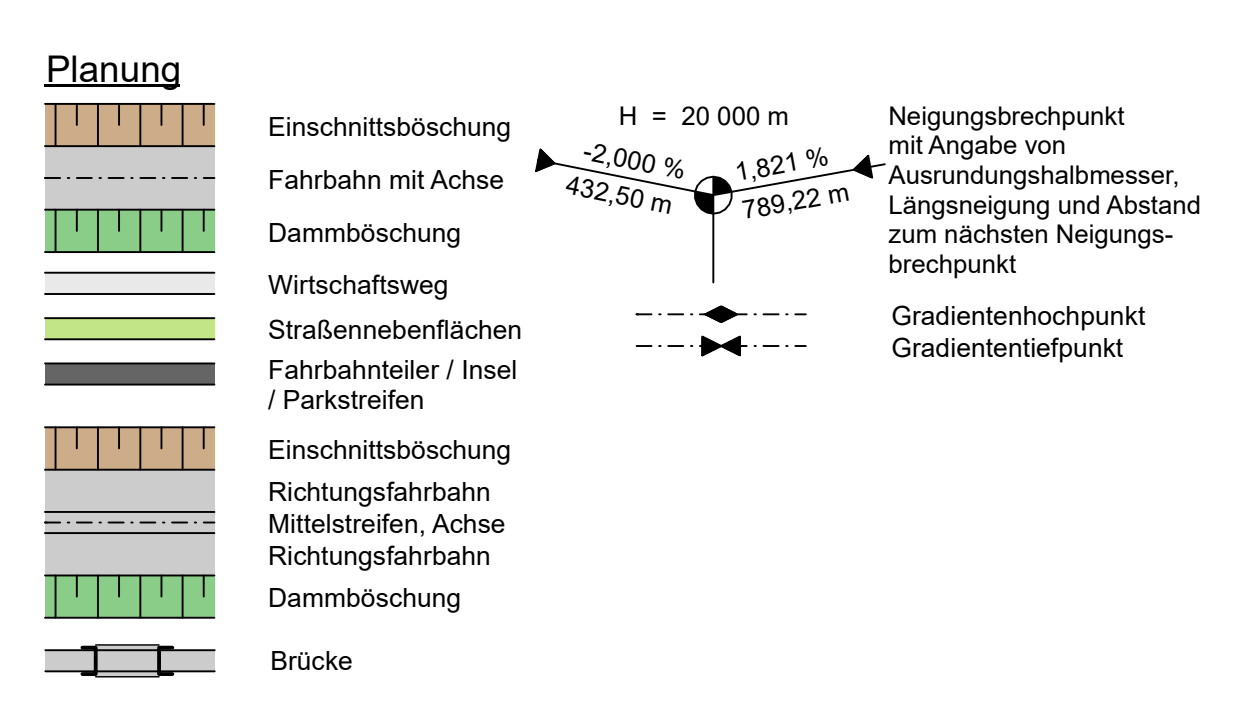 Planung
Einschnittsböschung
Fahrbahn mit Achse
Dammböschung
Wirtschaftsweg
Straßennebenflächen
Fahrbahnteiler / Insel
/ Parkstreifen
Einschnittsböschung
Richtungsfahrbahn
Mittelstreifen, Achse
Richtungsfahrbahn
Dammböschung
Brücke
H = 20 000 m
-2,000 %
432,50 m
1,821 %
789,22 m
Neigungsbrechpunkt
mit Angabe von
Ausrundungshalbmesser,
Längsneigung und Abstand
zum nächsten Neigungs-
brechpunkt
Gradientenhochpunkt
Gradiententiefpunkt